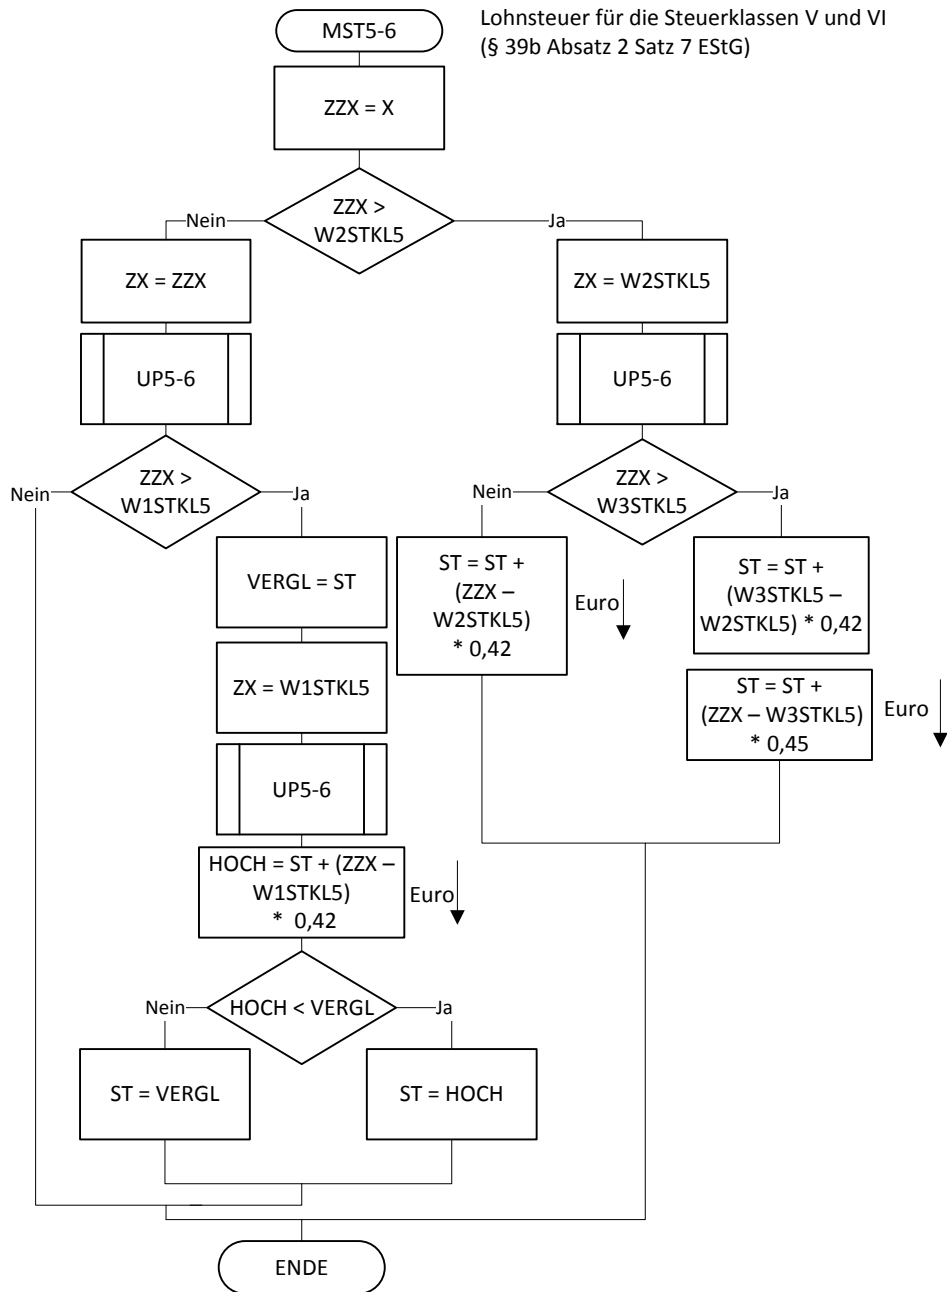 MST5-6
Lohnsteuer für die Steuerklassen V und VI
(§ 39b Absatz 2 Satz 7 EStG)
ZZX = X
ZZX >
W2STKL5
Nein
Ja
ZX = ZZX
ZX = W2STKL5
UP5-6
UP5-6
ZZX >
W1STKL5
Nein
Ja
ZZX >
W3STKL5
Nein
Ja
VERGL = ST
ST = ST +
(ZZX –
W2STKL5)
* 0,42
Euro
ST = ST +
(W3STKL5 –
W2STKL5) * 0,42
ZX = W1STKL5
ST = ST +
(ZZX – W3STKL5)
* 0,45
Euro
UP5-6
HOCH = ST + (ZZX –
W1STKL5)
* 0,42
Euro
HOCH < VERGL
Nein
Ja
ST = VERGL
ST = HOCH
ENDE